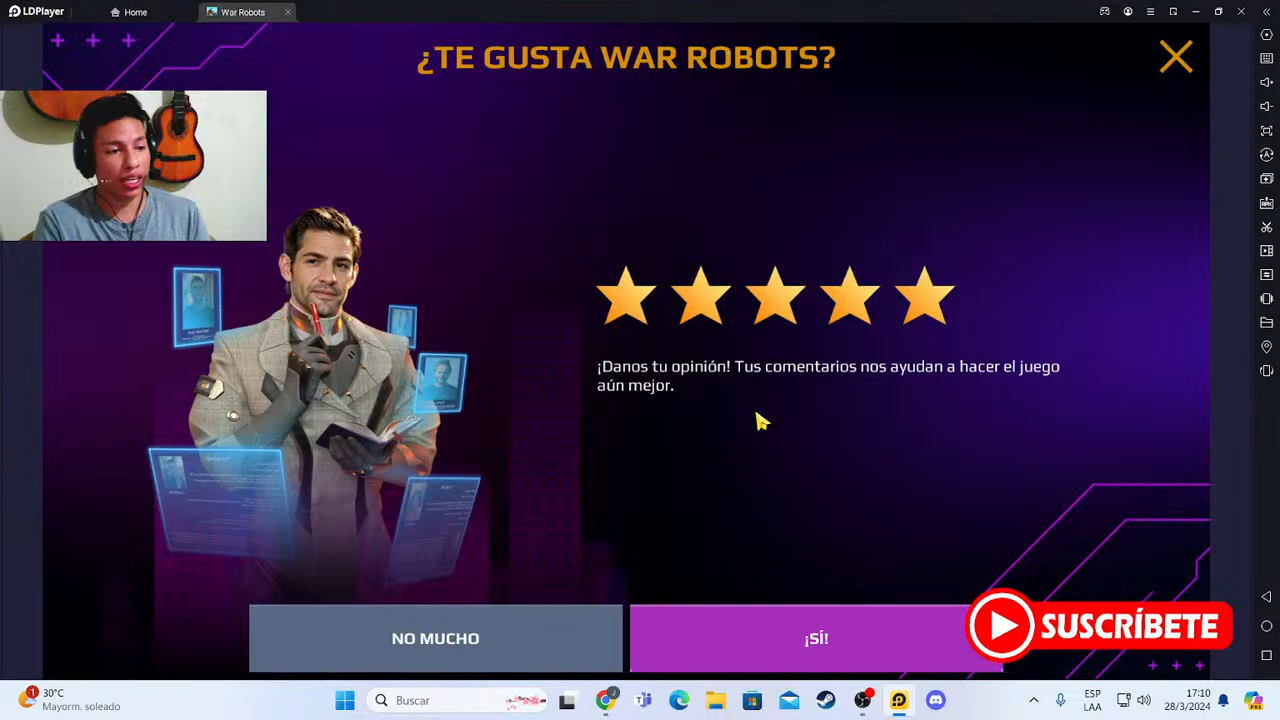 LDPlayer
Home
War Robots
¿TE GUSTA WAR ROBOTS?
¡Danos tu opinión! Tus comentarios nos ayudan a hacer el juego
aún mejor.
NO MUCHO
¡SÍ!
SUSCRÍBETE
1
30°C
Mayorm. soleado
Buscar
ESP
LAA
17:10
28/3/2024